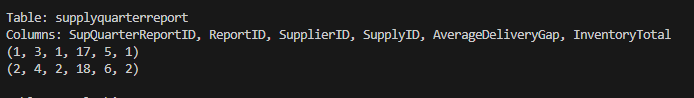 Table: supplyquarterreport
Columns: SupQuarterReportID, ReportID, SupplierID, SupplyID, AverageDeliveryGap, InventoryTotal
(1, 3, 1, 17, 5, 1)
(2, 4, 2, 18, 6, 2)